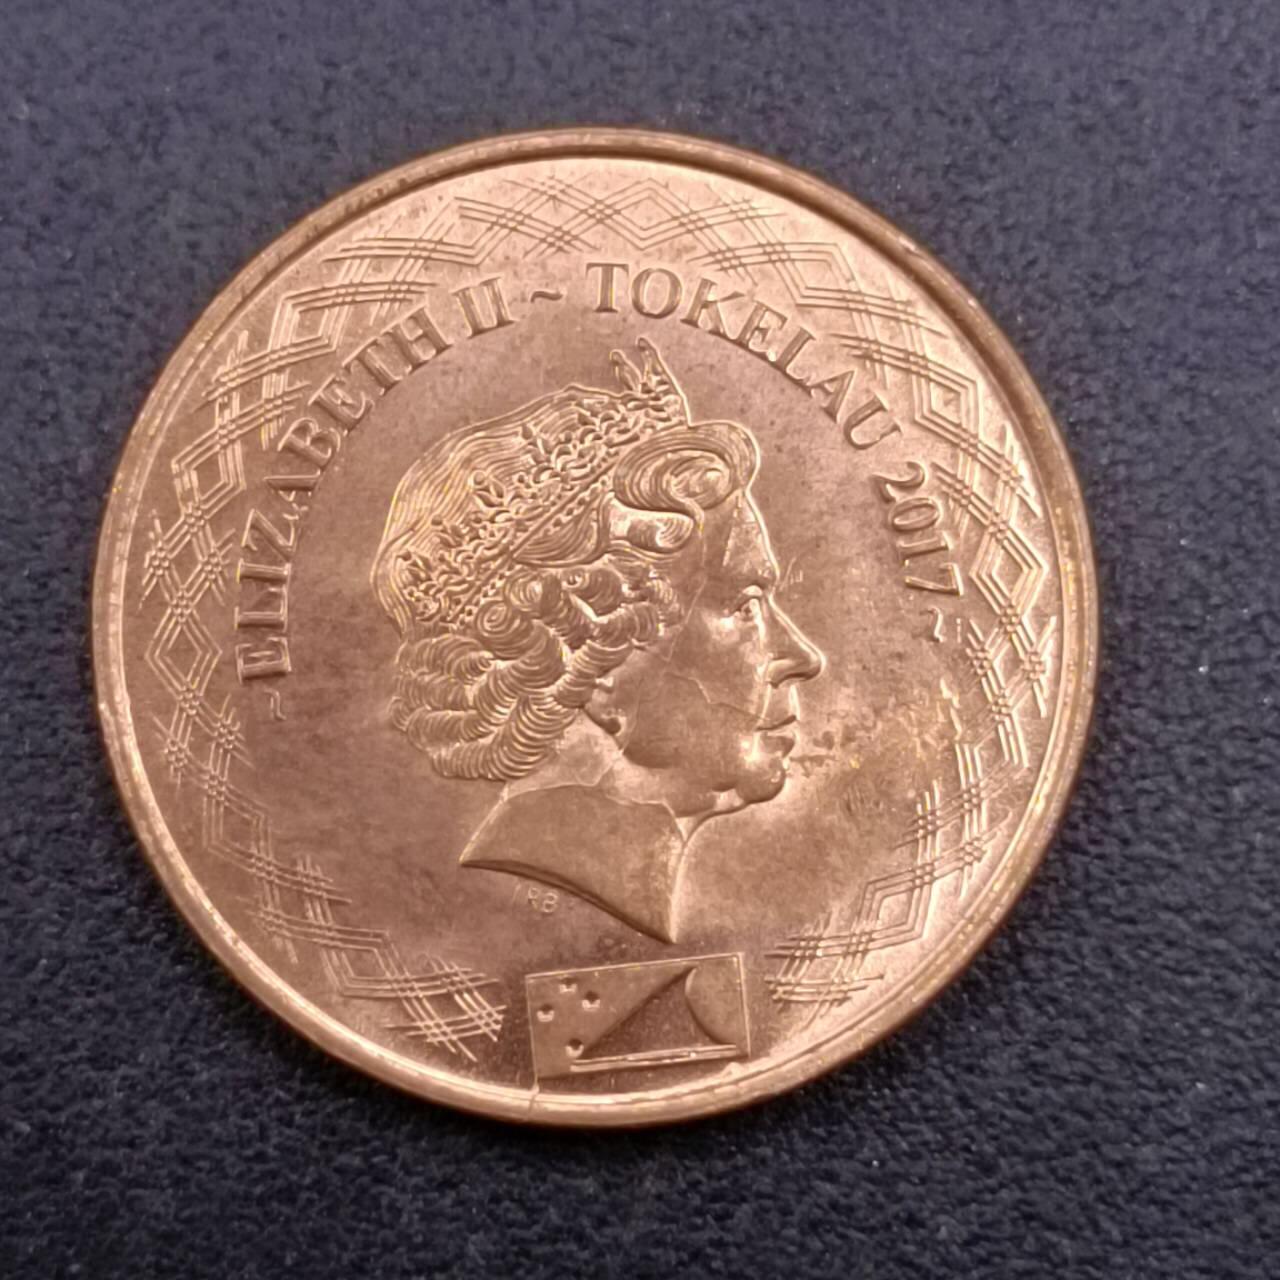 ~ ELIZABETH II ~ TOKELAU 2017 ~
IRB